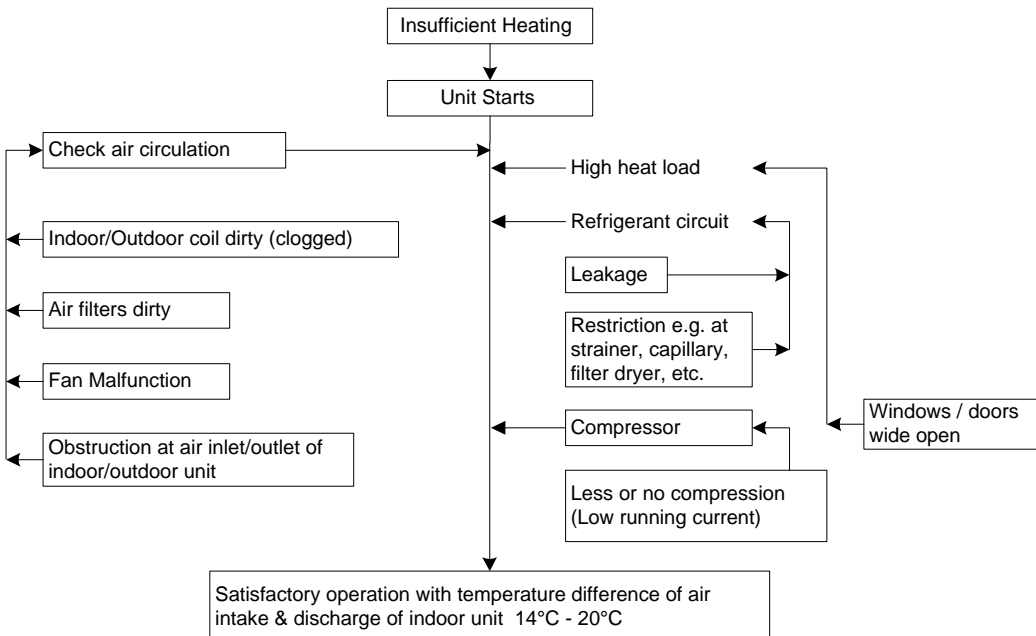 Insufficient Heating
Unit Starts
Check air circulation
High heat load
Refrigerant circuit
Indoor/Outdoor coil dirty (clogged)
Leakage
Air filters dirty
Restriction e.g. at
strainer, capillary,
filter dryer, etc.
Fan Malfunction
Windows / doors
wide open
Compressor
Obstruction at air inlet/outlet of
indoor/outdoor unit
Less or no compression
(Low running current)
Satisfactory operation with temperature difference of air
intake & discharge of indoor unit 14°C - 20°C